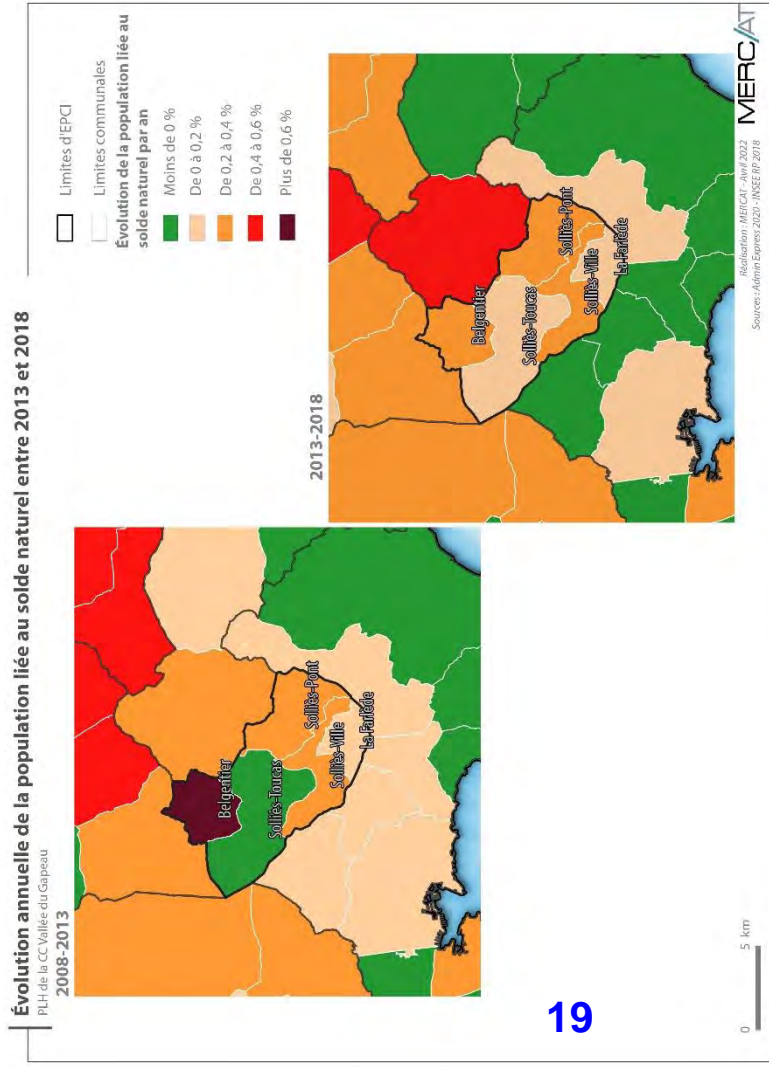 Évolution annuelle de la population liée au solde naturel entre 2013 et 2018
PLH de la CC Vallée du Gapeau
2008-2013
Belgentier
Solliès-Toucas
Solliès-Pont
Solliès-Ville
La Farlède
2013-2018
Belgentier
Solliès-Toucas
Solliès-Pont
Solliès-Ville
La Farlède
Limites d'EPCI
Limites communales
Évolution de la population liée au
solde naturel par an
Moins de 0 %
De 0 à 0,2 %
De 0,2 à 0,4 %
De 0,4 à 0,6 %
Plus de 0,6 %
0 5 km
19
Réalisation : MERCAT - Avril 2022
Sources : Admin Express 2020 - INSEE RP 2018
MERC/AT